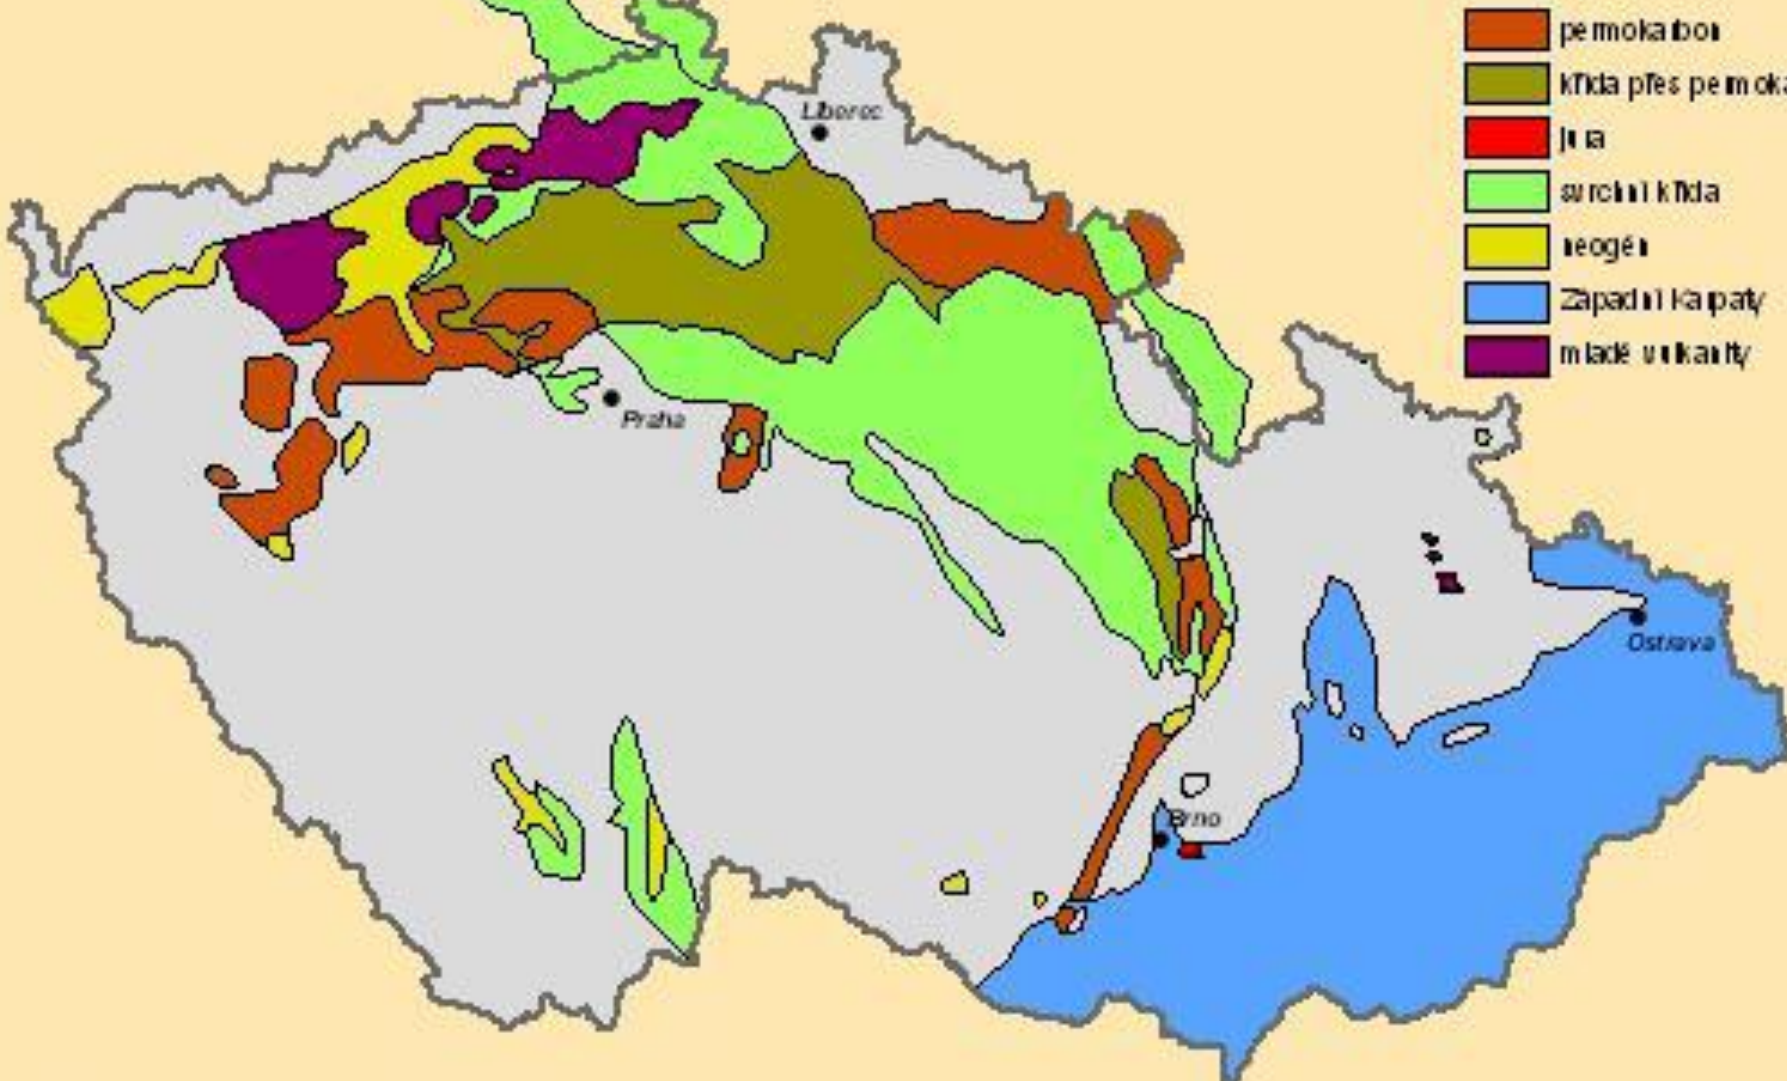 permokarbon
křída přes permoka
jura
svrchní křída
neogén
Západní Karpaty
mladé vulkanity
Liberec
Praha
Ostrava
Brno